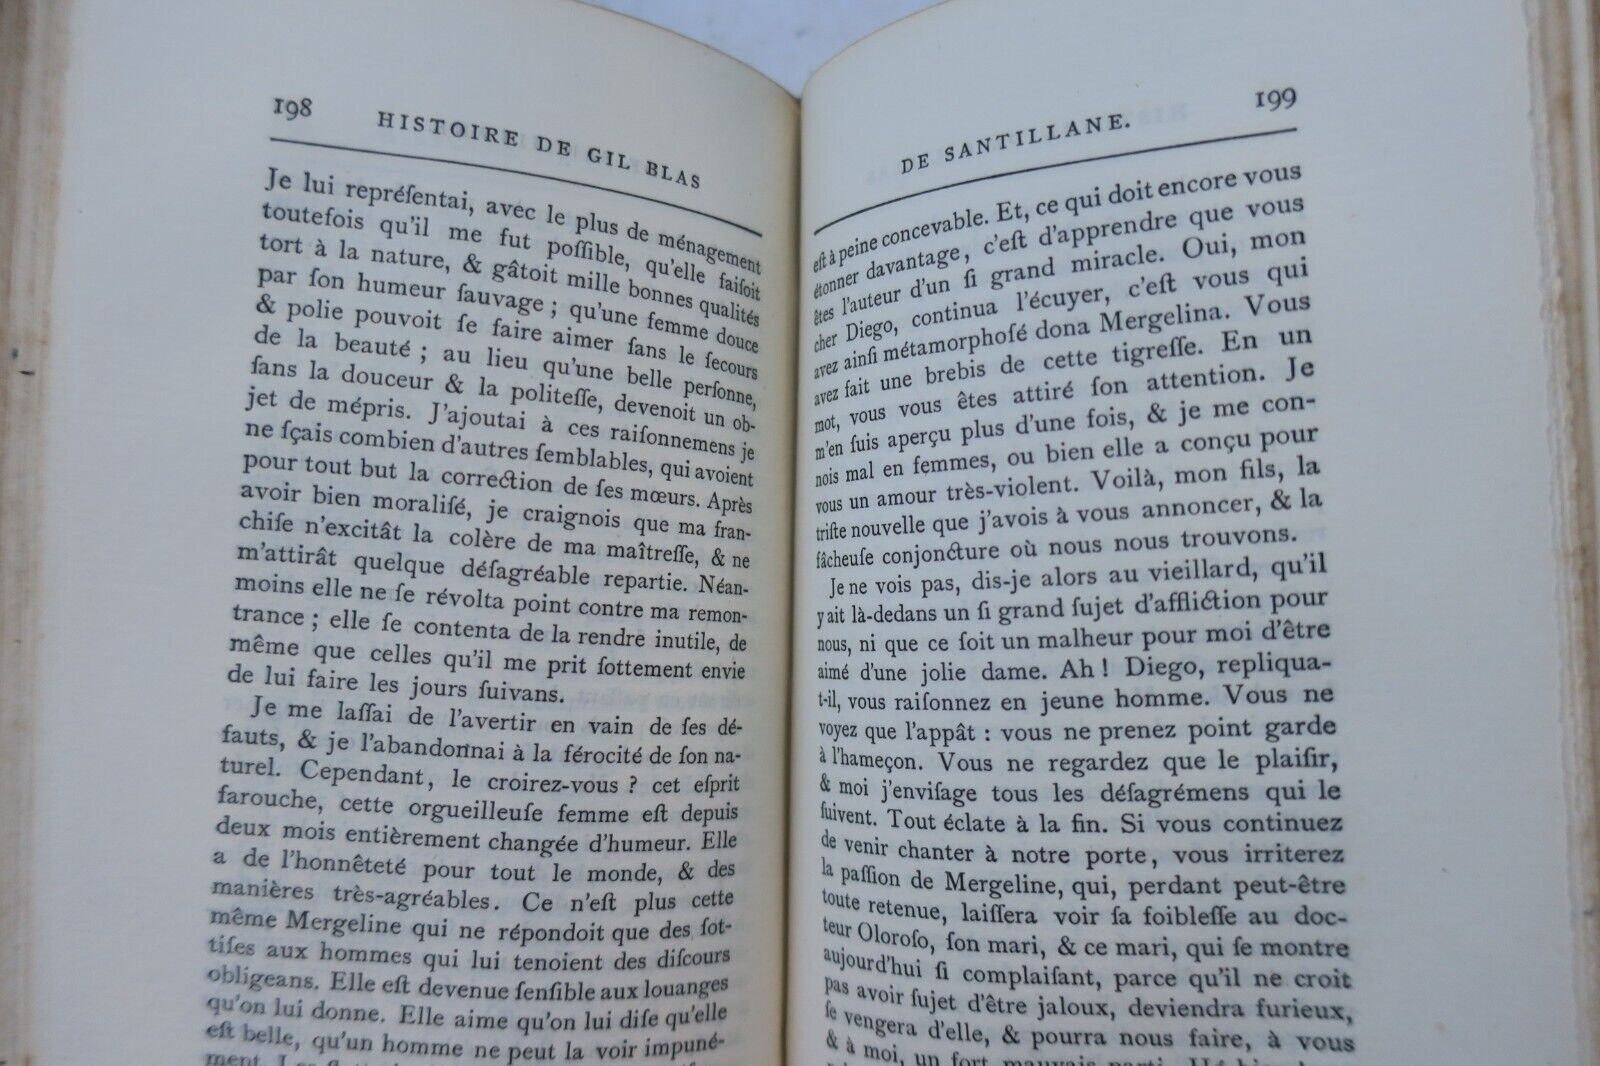 198 HISTOIRE DE GIL BLAS
Je lui repréſentai, avec le plus de ménagement
toutefois qu'il me fut poſſible, qu'elle faiſoit
tort à la nature, & gâtoit mille bonnes qualités
par ſon humeur ſauvage ; qu'une femme douce
& polie pouvoit ſe faire aimer ſans le ſecours
de la beauté ; au lieu qu'une belle perſonne,
ſans la douceur & la politeſſe, devenoit un ob-
jet de mépris. J'ajoutai à ces raiſonnemens je
ne ſçais combien d'autres ſemblables, qui avoient
pour tout but la correction de ſes mœurs. Après
avoir bien moraliſé, je craignois que ma fran-
chiſe n'excitât la colère de ma maîtreſſe, & ne
m'attirât quelque déſagréable repartie. Néan-
moins elle ne ſe révolta point contre ma remon-
trance ; elle ſe contenta de la rendre inutile, de
même que celles qu'il me prit ſottement envie
de lui faire les jours ſuivans.
Je me laſſai de l'avertir en vain de ſes dé-
fauts, & je l'abandonnai à la férocité de ſon na-
turel. Cependant, le croirez-vous ? cet eſprit
farouche, cette orgueilleuſe femme eſt depuis
deux mois entièrement changée d'humeur. Elle
a de l'honnêteté pour tout le monde, & des
manières très-agréables. Ce n'eſt plus cette
même Mergeline qui ne répondoit que des ſot-
tiſes aux hommes qui lui tenoient des diſcours
obligeans. Elle eſt devenue ſenſible aux louanges
qu'on lui donne. Elle aime qu'on lui diſe qu'elle
eſt belle, qu'un homme ne peut la voir impuné-
ment.
DE SANTILLANE. 199
eſt à peine concevable. Et, ce qui doit encore vous
étonner davantage, c'eſt d'apprendre que vous
êtes l'auteur d'un ſi grand miracle. Oui, mon
cher Diego, continua l'écuyer, c'eſt vous qui
avez ainſi métamorphoſé dona Mergelina. Vous
avez fait une brebis de cette tigreſſe. En un
mot, vous vous êtes attiré ſon attention. Je
m'en ſuis aperçu plus d'une fois, & je me con-
nois mal en femmes, ou bien elle a conçu pour
vous un amour très-violent. Voilà, mon fils, la
triſte nouvelle que j'avois à vous annoncer, & la
fâcheuſe conjoncture où nous nous trouvons.
Je ne vois pas, dis-je alors au vieillard, qu'il
y ait là-dedans un ſi grand ſujet d'affliction pour
nous, ni que ce ſoit un malheur pour moi d'être
aimé d'une jolie dame. Ah ! Diego, repliqua-
t-il, vous raiſonnez en jeune homme. Vous ne
voyez que l'appât : vous ne prenez point garde
à l'hameçon. Vous ne regardez que le plaiſir,
& moi j'enviſage tous les déſagrémens qui le
ſuivent. Tout éclate à la fin. Si vous continuez
de venir chanter à notre porte, vous irriterez
la paſſion de Mergeline, qui, perdant peut-être
toute retenue, laiſſera voir ſa foibleſſe au doc-
teur Oloroſo, ſon mari, & ce mari, qui ſe montre
aujourd'hui ſi complaiſant, parce qu'il ne croit
pas avoir ſujet d'être jaloux, deviendra furieux,
ſe vengera d'elle, & pourra nous faire, à vous
& à moi, un fort mauvais parti.